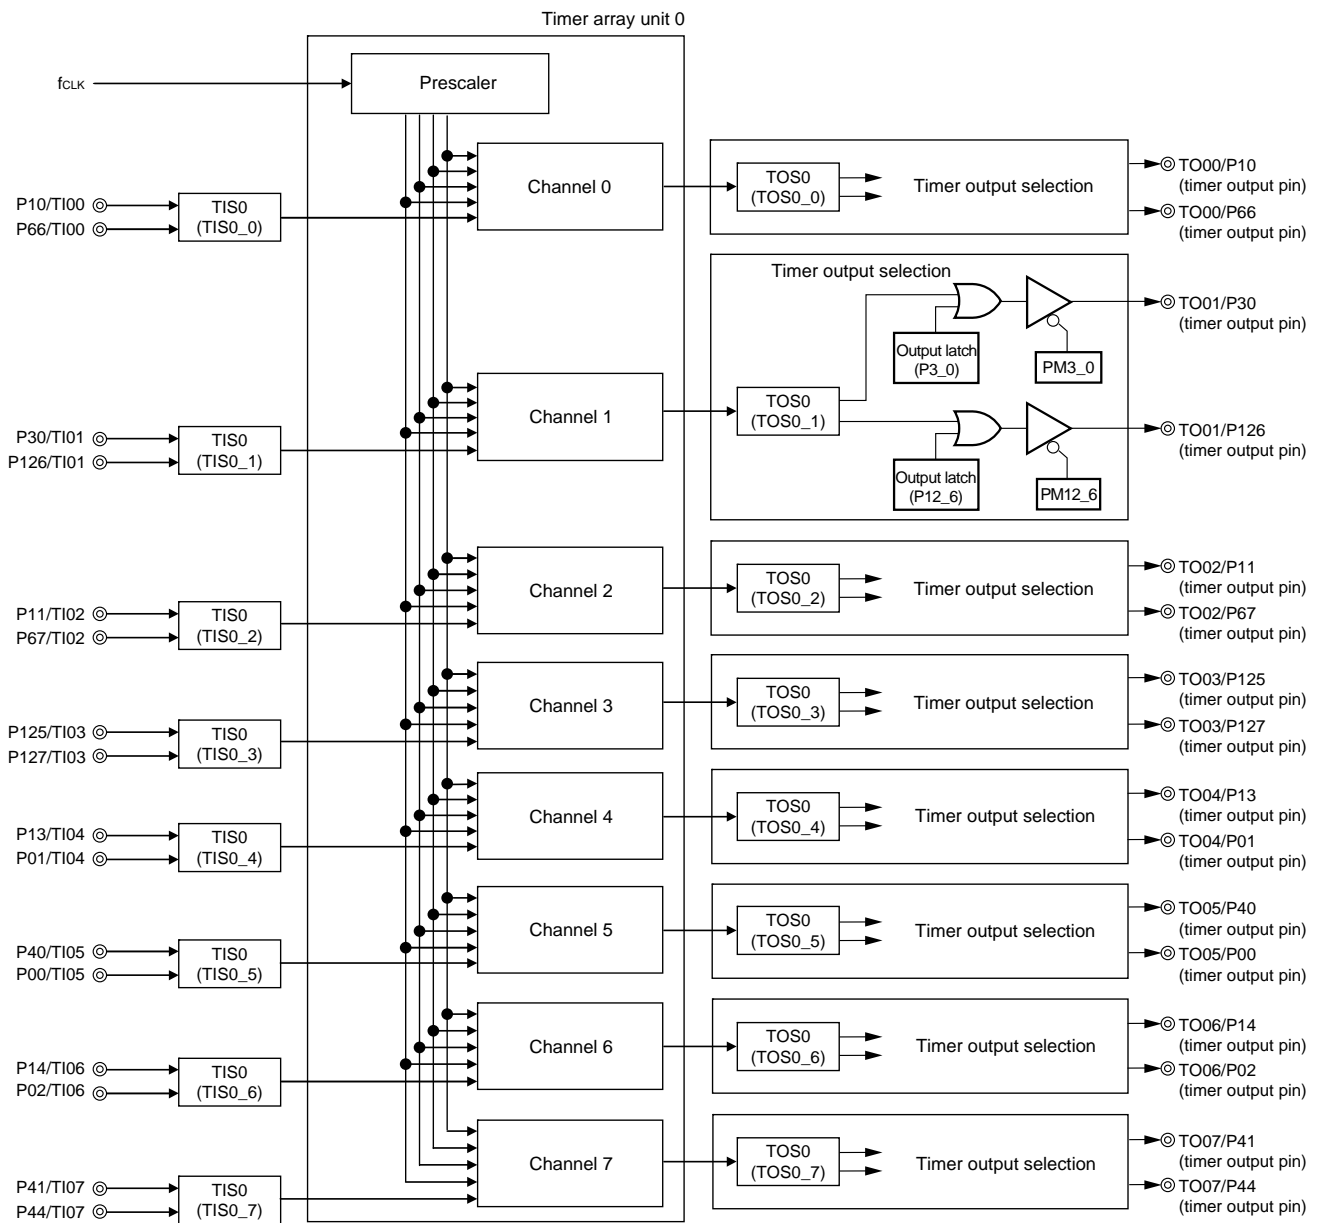 Timer array unit 0
fCLK
Prescaler
Channel 0
P10/TI00
P66/TI00
TIS0
(TIS0_0)
TOS0
(TOS0_0)
Timer output selection
TO00/P10
(timer output pin)
TO00/P66
(timer output pin)
Timer output selection
Output latch
(P3_0)
PM3_0
TO01/P30
(timer output pin)
Channel 1
P30/TI01
P126/TI01
TIS0
(TIS0_1)
TOS0
(TOS0_1)
Output latch
(P12_6)
PM12_6
TO01/P126
(timer output pin)
Channel 2
P11/TI02
P67/TI02
TIS0
(TIS0_2)
TOS0
(TOS0_2)
Timer output selection
TO02/P11
(timer output pin)
TO02/P67
(timer output pin)
Channel 3
P125/TI03
P127/TI03
TIS0
(TIS0_3)
TOS0
(TOS0_3)
Timer output selection
TO03/P125
(timer output pin)
TO03/P127
(timer output pin)
Channel 4
P13/TI04
P01/TI04
TIS0
(TIS0_4)
TOS0
(TOS0_4)
Timer output selection
TO04/P13
(timer output pin)
TO04/P01
(timer output pin)
Channel 5
P40/TI05
P00/TI05
TIS0
(TIS0_5)
TOS0
(TOS0_5)
Timer output selection
TO05/P40
(timer output pin)
TO05/P00
(timer output pin)
Channel 6
P14/TI06
P02/TI06
TIS0
(TIS0_6)
TOS0
(TOS0_6)
Timer output selection
TO06/P14
(timer output pin)
TO06/P02
(timer output pin)
Channel 7
P41/TI07
P44/TI07
TIS0
(TIS0_7)
TOS0
(TOS0_7)
Timer output selection
TO07/P41
(timer output pin)
TO07/P44
(timer output pin)